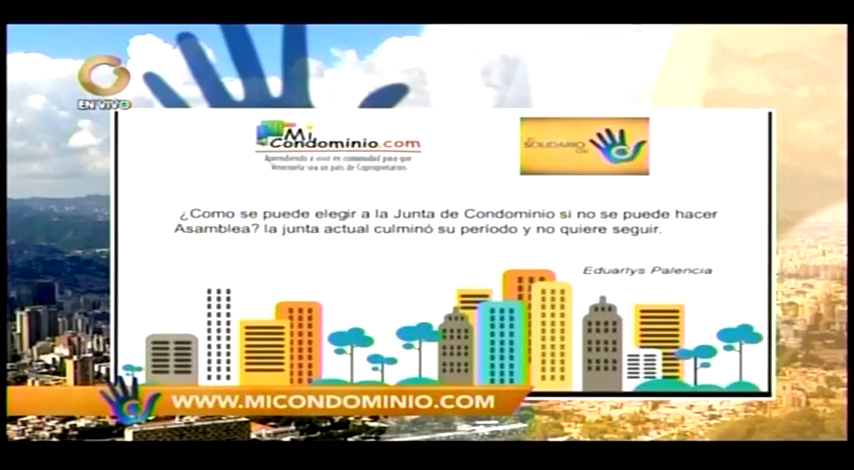 EN VIVO
Mi
Condominio.com
Aprendiendo a vivir en comunidad para que
Venezuela sea un país de Copropietarios
SOLIDARIO
¿Como se puede elegir a la Junta de Condominio si no se puede hacer
Asamblea? la junta actual culminó su período y no quiere seguir.
Eduarlys Palencia
WWW.MICONDOMINIO.COM